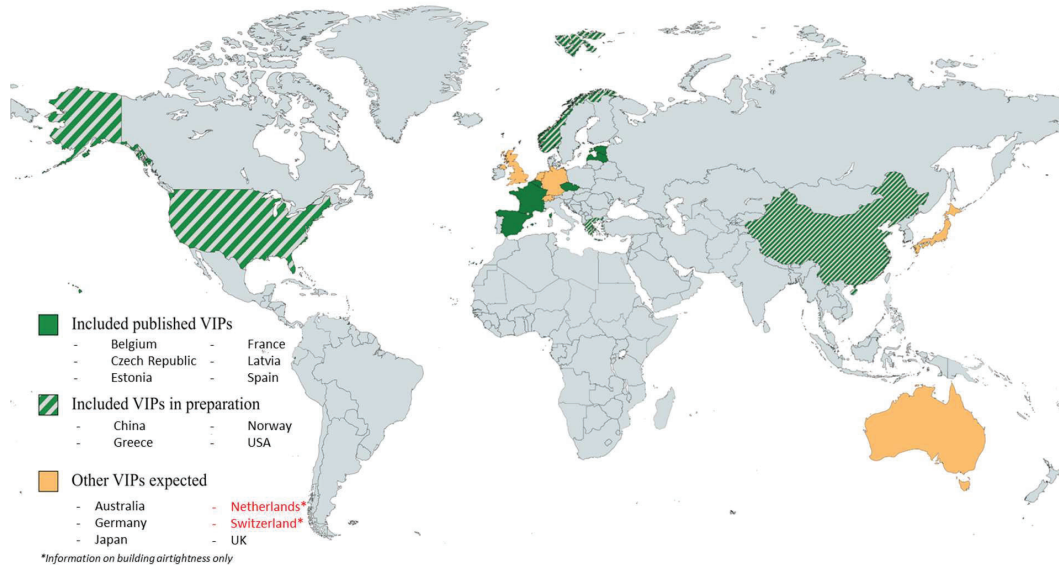 Included published VIPs
- Belgium - France
- Czech Republic - Latvia
- Estonia - Spain
Included VIPs in preparation
- China - Norway
- Greece - USA
Other VIPs expected
- Australia - Netherlands*
- Germany - Switzerland*
- Japan - UK
*Information on building airtightness only